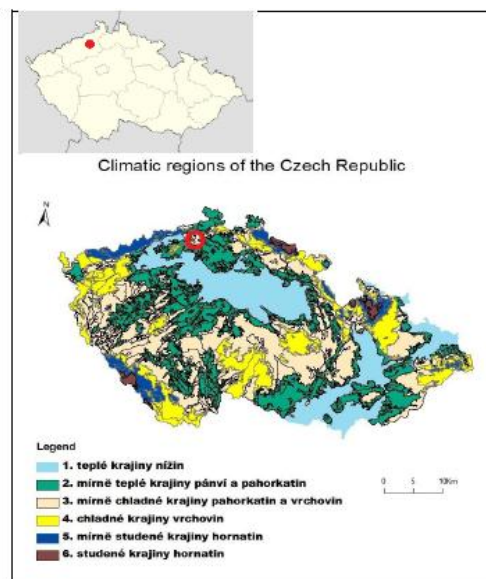 Climatic regions of the Czech Republic
N
Legend
1. teplé krajiny nížin
2. mírně teplé krajiny pánví a pahorkatin
3. mírně chladné krajiny pahorkatin a vrchovin
4. chladné krajiny vrchovin
5. mírně studené krajiny hornatin
6. studené krajiny hornatin
0 5 10Km